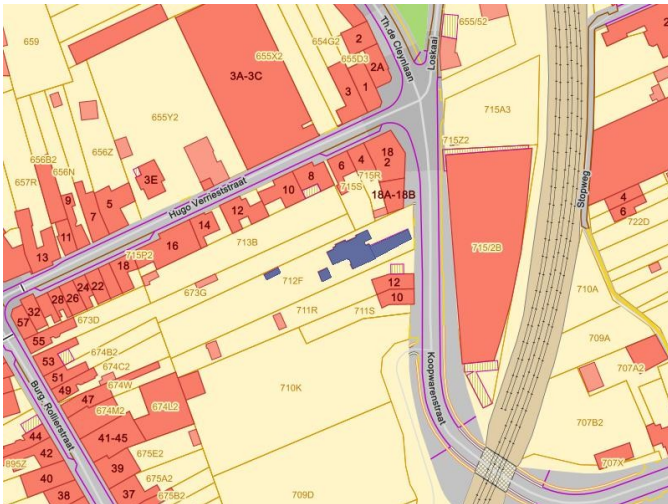 659
655X2
654G2
655D3
2
2A
655/52
2
3A-3C
3
1
Th.de Cleynlaan
Loskaai
655Y2
715A3
715Z2
656B2
656N
656Z
657R
3E
9
5
7
11
13
Hugo Verrieststraat
8
10
12
14
16
18
715P2
6
4
18
2
715R
715S
18A-18B
Stopweg
4
6
722D
713B
712F
673G
711R
711S
12
10
715/2B
710A
709A
707A2
707B2
707X
24
22
28
26
32
57
673D
55
53
51
49
674B2
674C2
674W
47
674M2
674L2
41-45
675E2
39
675A2
37
675B2
44
42
40
38
895Z
Burg. Rollierstraat
710K
709D
Koopwarenstraat